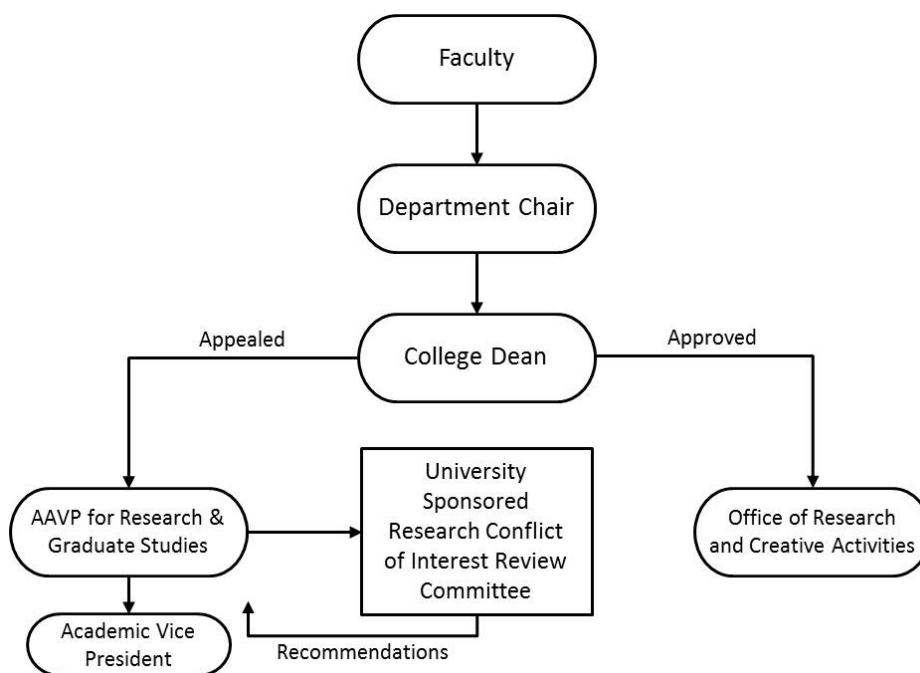 Faculty
Department Chair
College Dean
Appealed
Approved
AAVP for Research &
Graduate Studies
University
Sponsored
Research Conflict
of Interest Review
Committee
Office of Research
and Creative Activities
Academic Vice
President
Recommendations